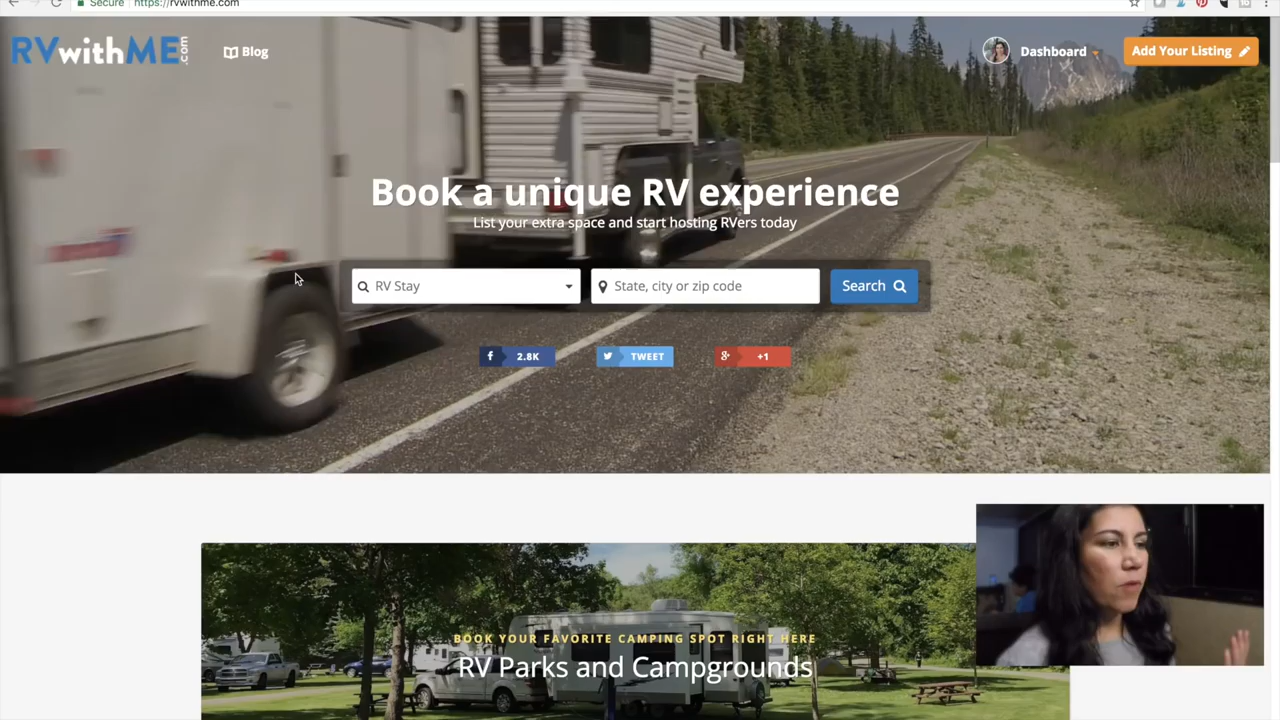 Secure https://rvwithme.com
RVwithME.com
Blog
Dashboard
Add Your Listing
Book a unique RV experience
List your extra space and start hosting RVers today
RV Stay
State, city or zip code
Search
2.8K
TWEET
+1
BOOK YOUR FAVORITE CAMPING SPOT RIGHT HERE
RV Parks and Campgrounds